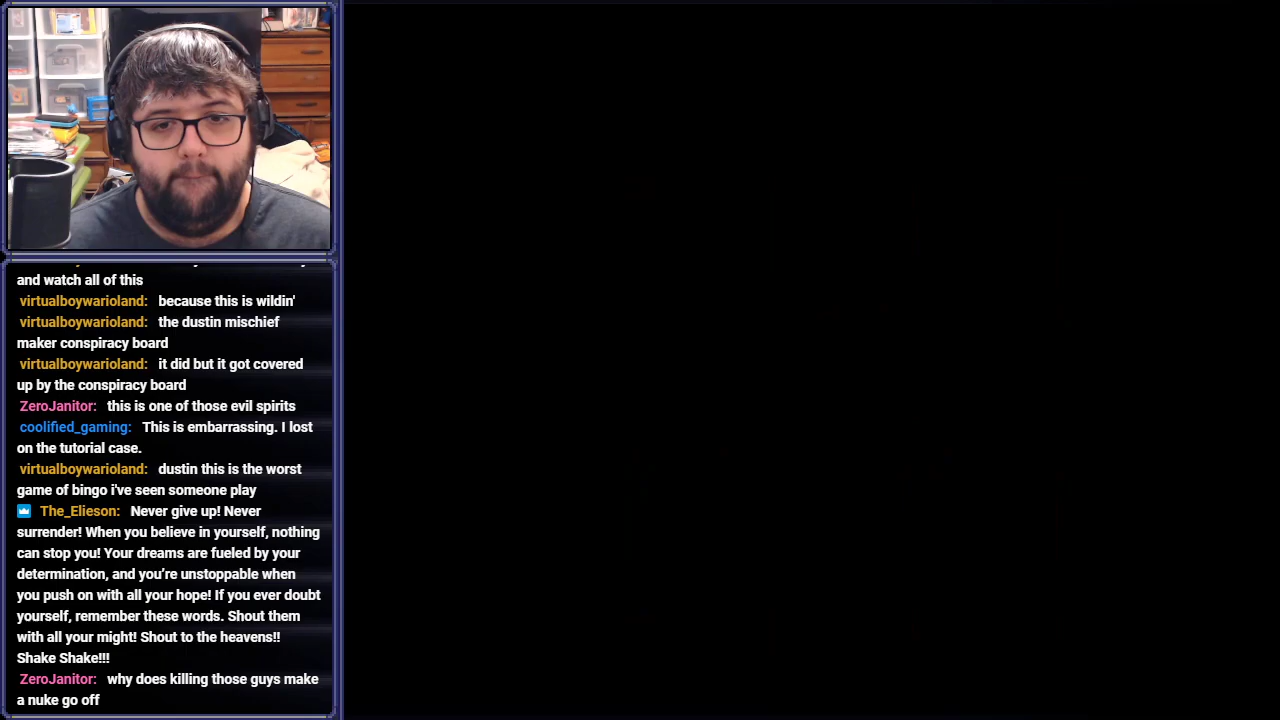 and watch all of this
virtualboywarioland: because this is wildin'
virtualboywarioland: the dustin mischief
maker conspiracy board
virtualboywarioland: it did but it got covered
up by the conspiracy board
ZeroJanitor: this is one of those evil spirits
coolified_gaming: This is embarrassing. I lost
on the tutorial case.
virtualboywarioland: dustin this is the worst
game of bingo i've seen someone play
The_Elieson: Never give up! Never
surrender! When you believe in yourself, nothing
can stop you! Your dreams are fueled by your
determination, and you’re unstoppable when
you push on with all your hope! If you ever doubt
yourself, remember these words. Shout them
with all your might! Shout to the heavens!!
Shake Shake!!!
ZeroJanitor: why does killing those guys make
a nuke go off